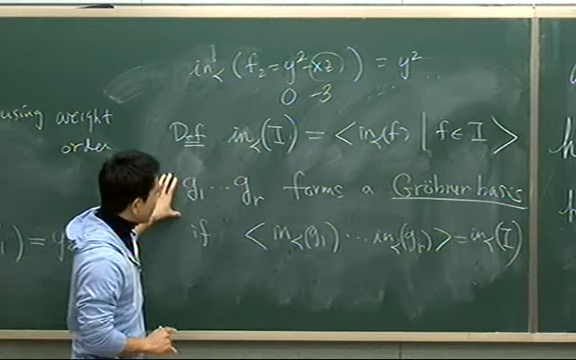 in≺(f₂ = y² - xz) = y²
0 -3
using weight
order
Def in≺(I) = <in≺(f) | f ∈ I>
g₁ ... gᵣ forms a Gröbner basis
if <in≺(g₁) ... in≺(gᵣ)> = in≺(I)